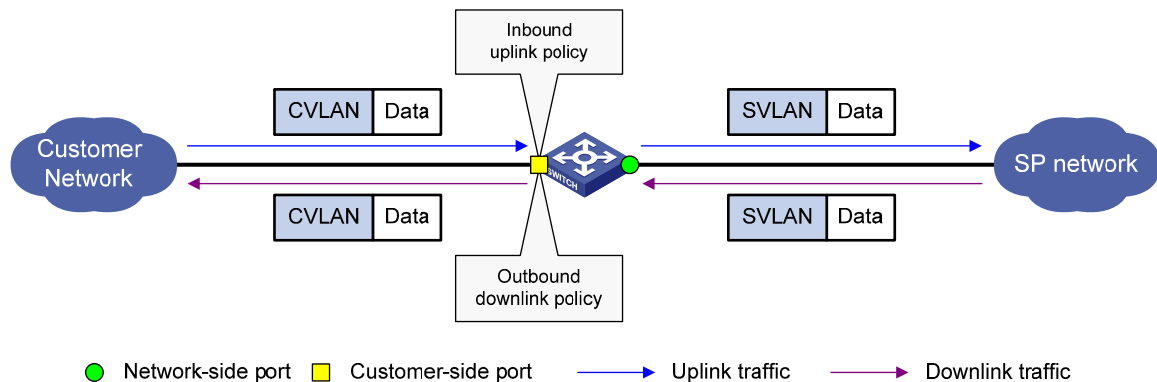 Inbound
uplink policy
CVLAN Data
SVLAN Data
Customer
Network
SWITCH
SP network
CVLAN Data
SVLAN Data
Outbound
downlink policy
Network-side port Customer-side port Uplink traffic Downlink traffic